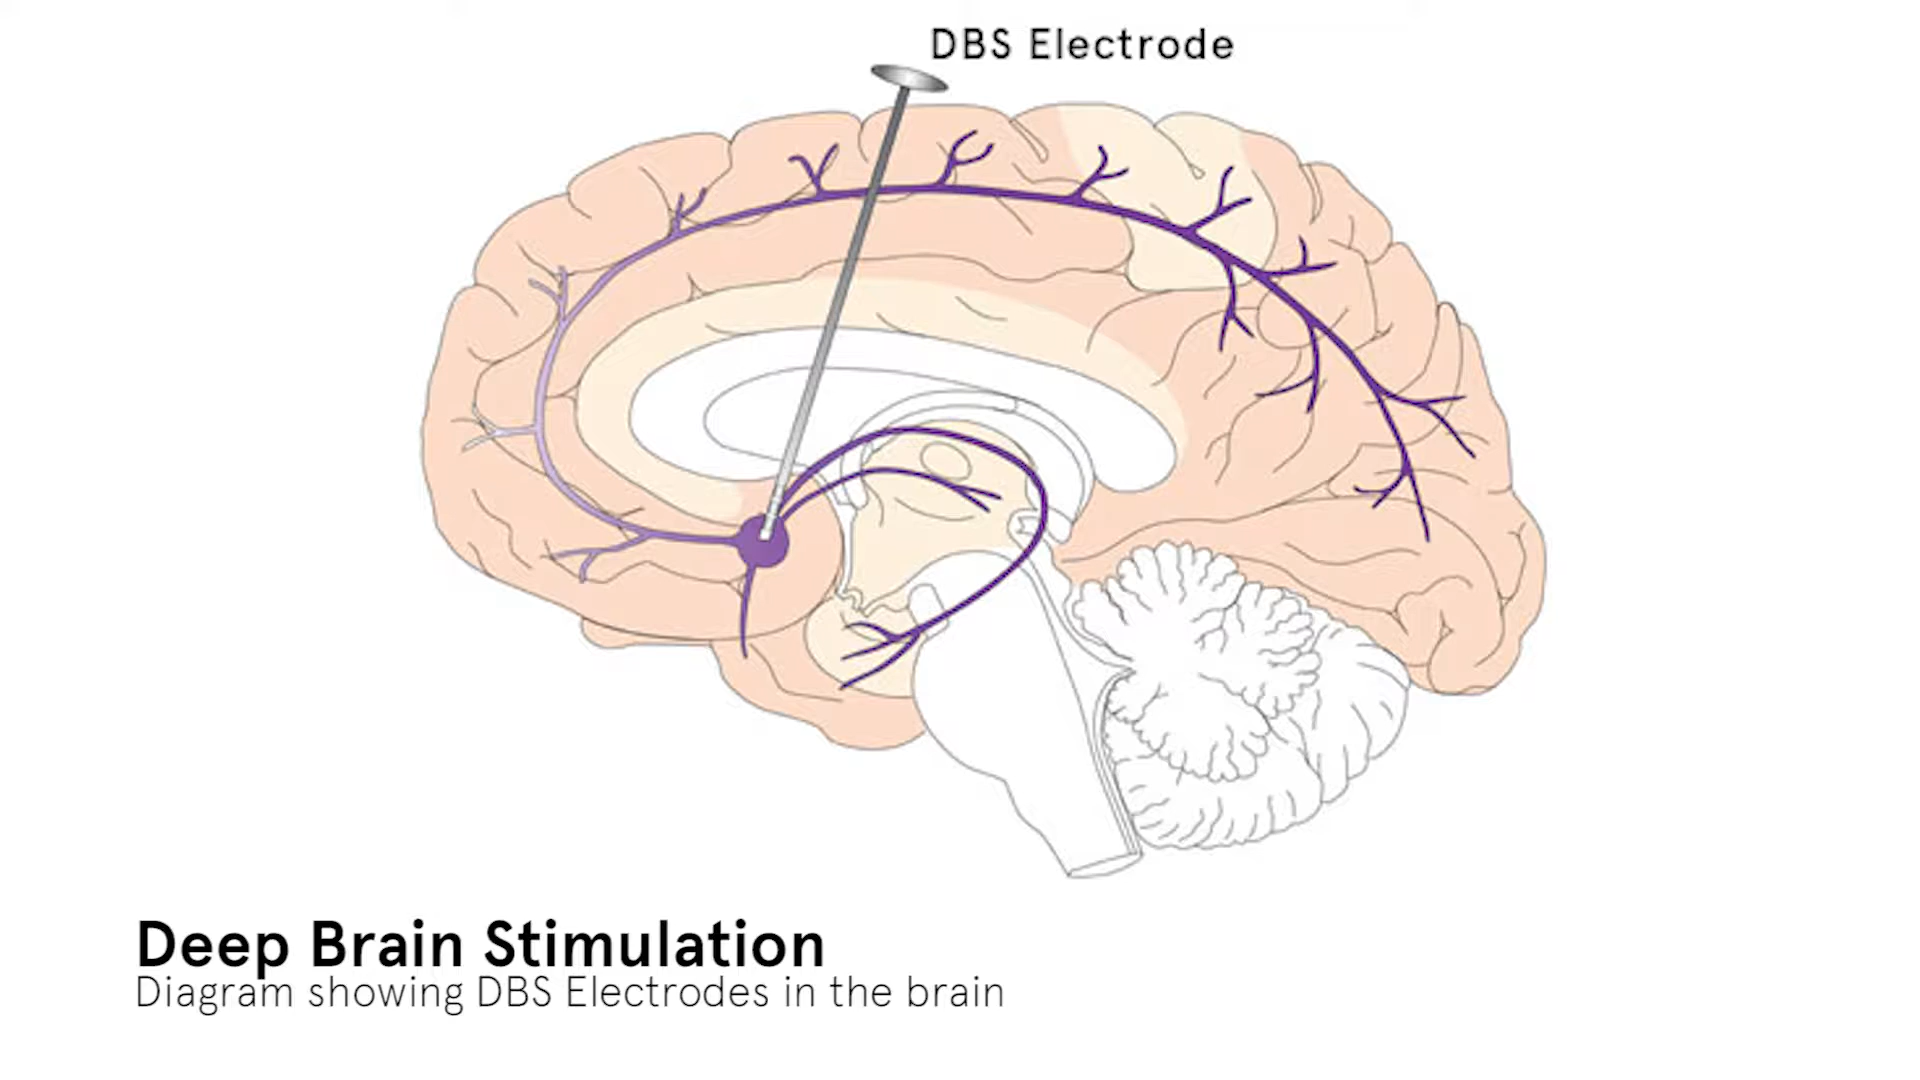 DBS Electrode
Deep Brain Stimulation
Diagram showing DBS Electrodes in the brain